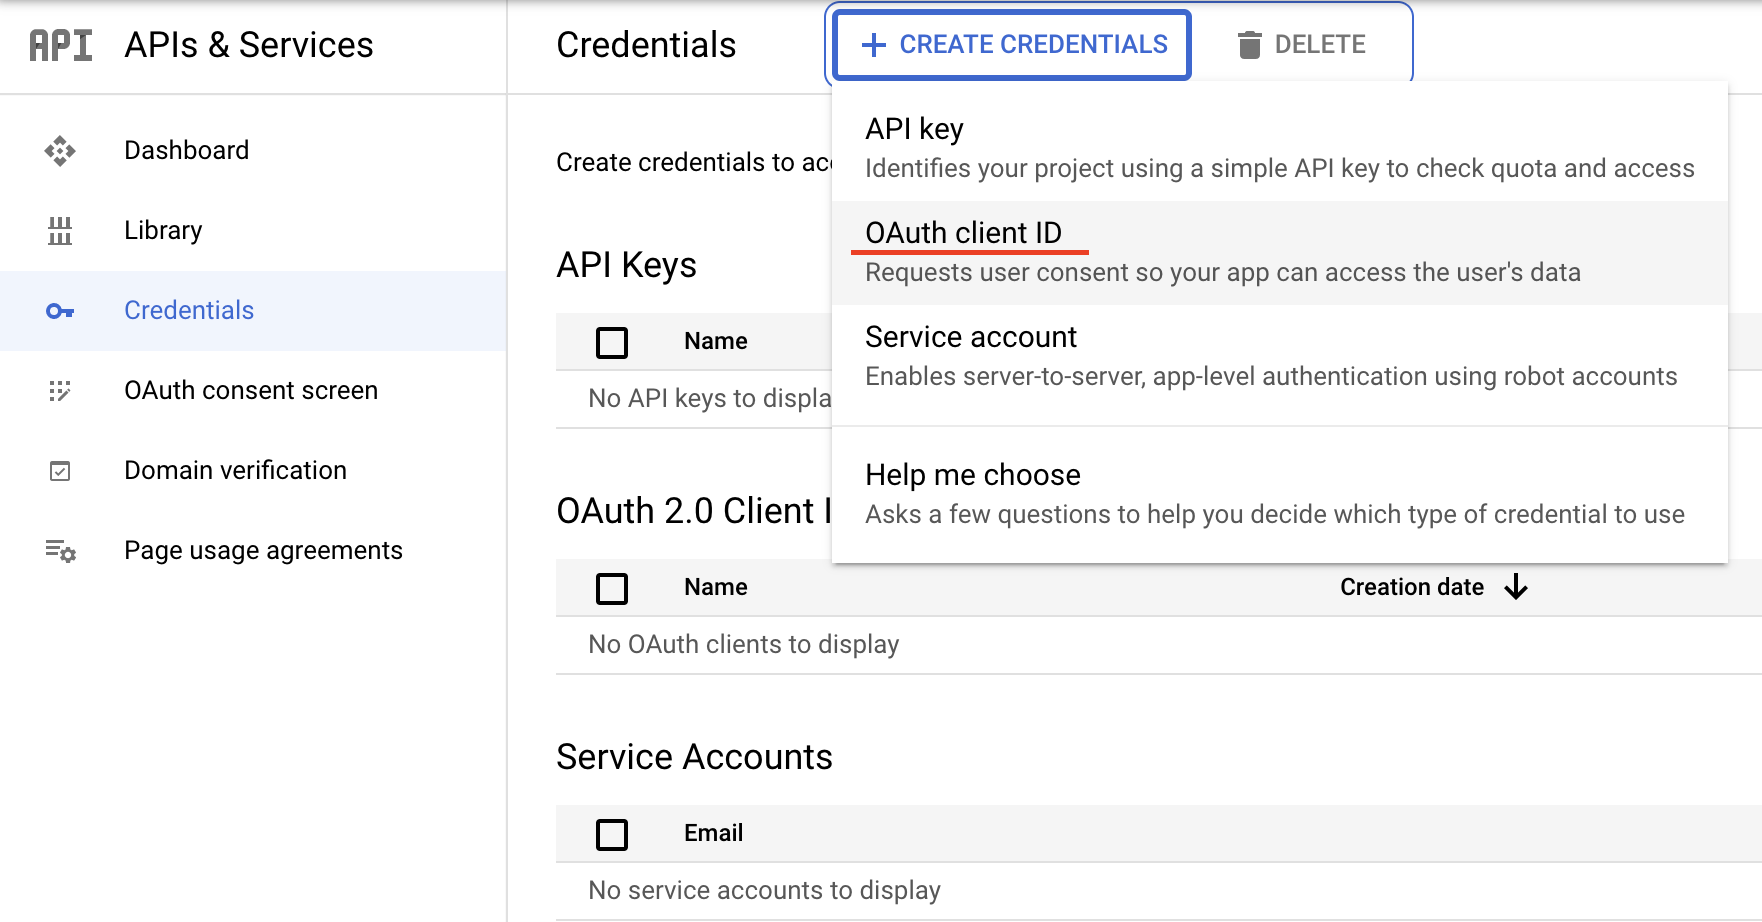 API APIs & Services
Credentials
CREATE CREDENTIALS
DELETE
Dashboard
Library
Credentials
OAuth consent screen
Domain verification
Page usage agreements
Create credentials to
API key
Identifies your project using a simple API key to check quota and access
OAuth client ID
Requests user consent so your app can access the user's data
Service account
Enables server-to-server, app-level authentication using robot accounts
Help me choose
Asks a few questions to help you decide which type of credential to use
API Keys
Name
No API keys to displa
OAuth 2.0 Client I
Name
Creation date
No OAuth clients to display
Service Accounts
Email
No service accounts to display